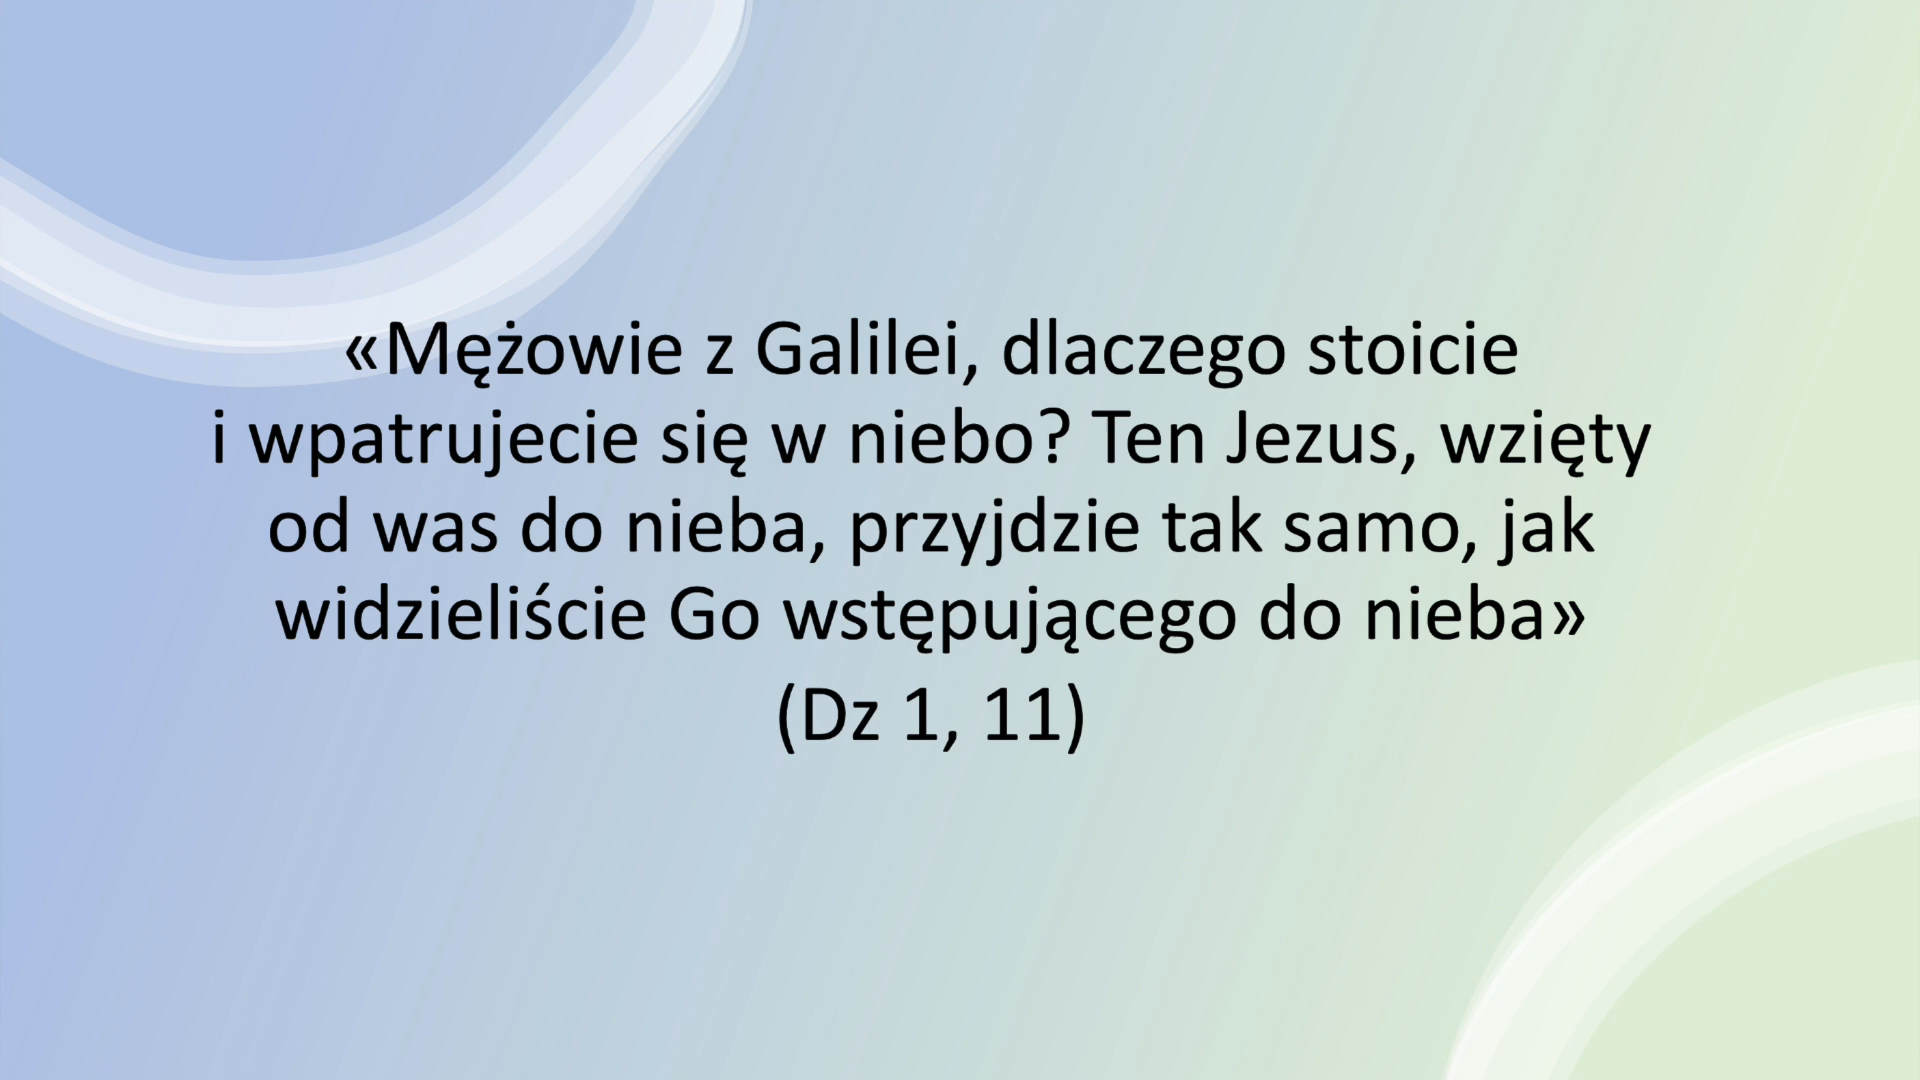 «Mężowie z Galilei, dlaczego stoicie
i wpatrujecie się w niebo? Ten Jezus, wzięty
od was do nieba, przyjdzie tak samo, jak
widzieliście Go wstępującego do nieba»
(Dz 1, 11)